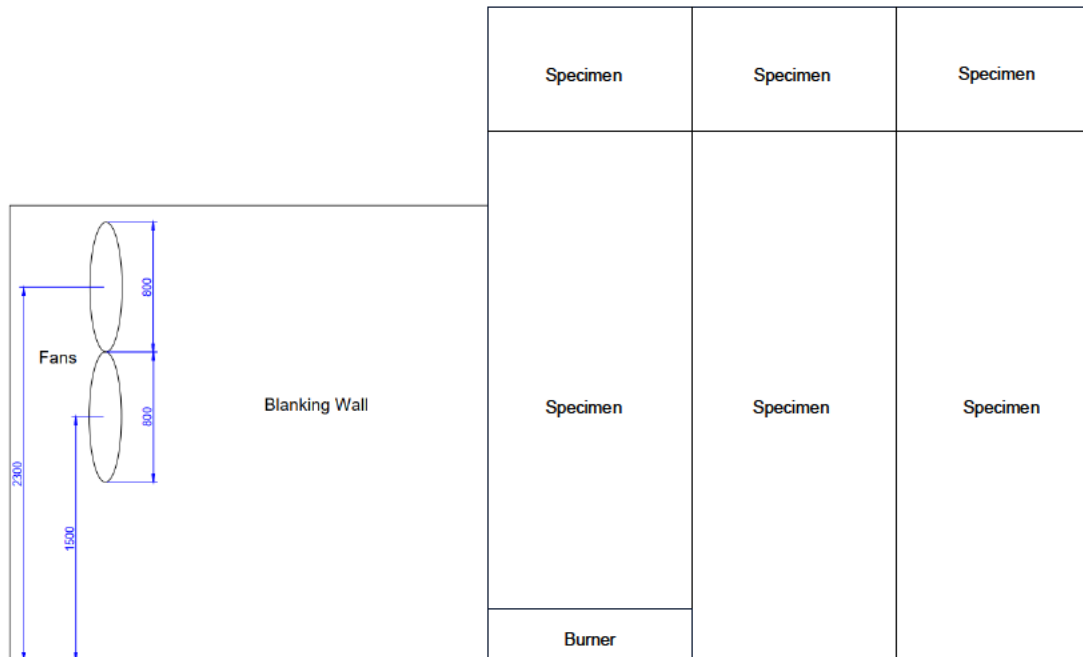 Specimen
Specimen
Specimen
800
Fans
800
Blanking Wall
Specimen
Specimen
Specimen
2300
1500
Burner